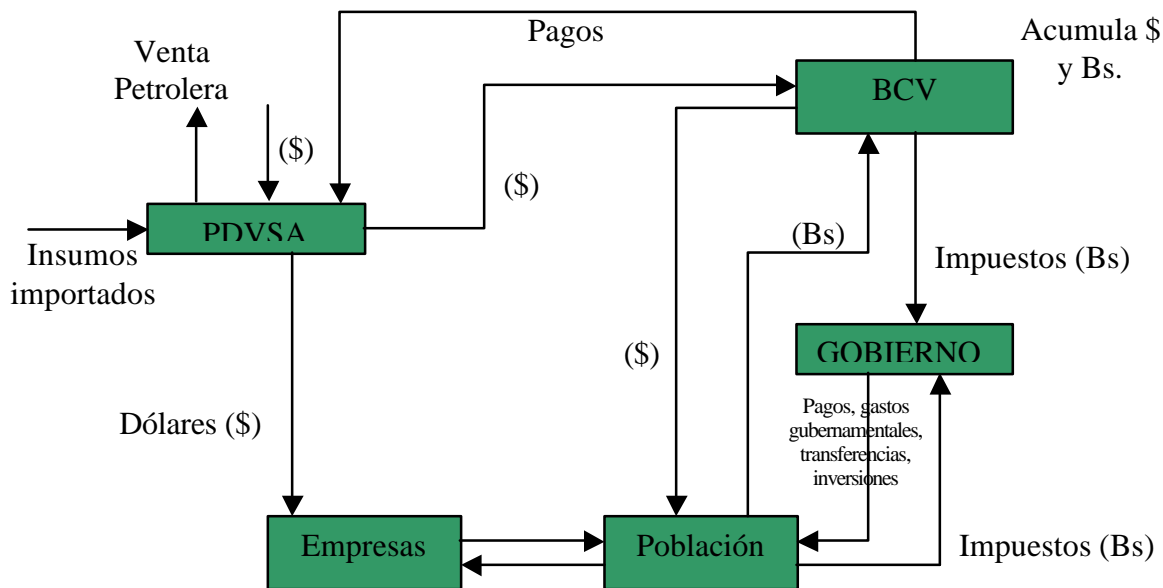 Pagos
Acumula $
y Bs.
Venta
Petrolera
BCV
($)
($)
PDVSA
(Bs)
Insumos
importados
Impuestos (Bs)
($)
GOBIERNO
Dólares ($)
Pagos, gastos
gubernamentales,
transferencias,
inversiones
Empresas
Población
Impuestos (Bs)